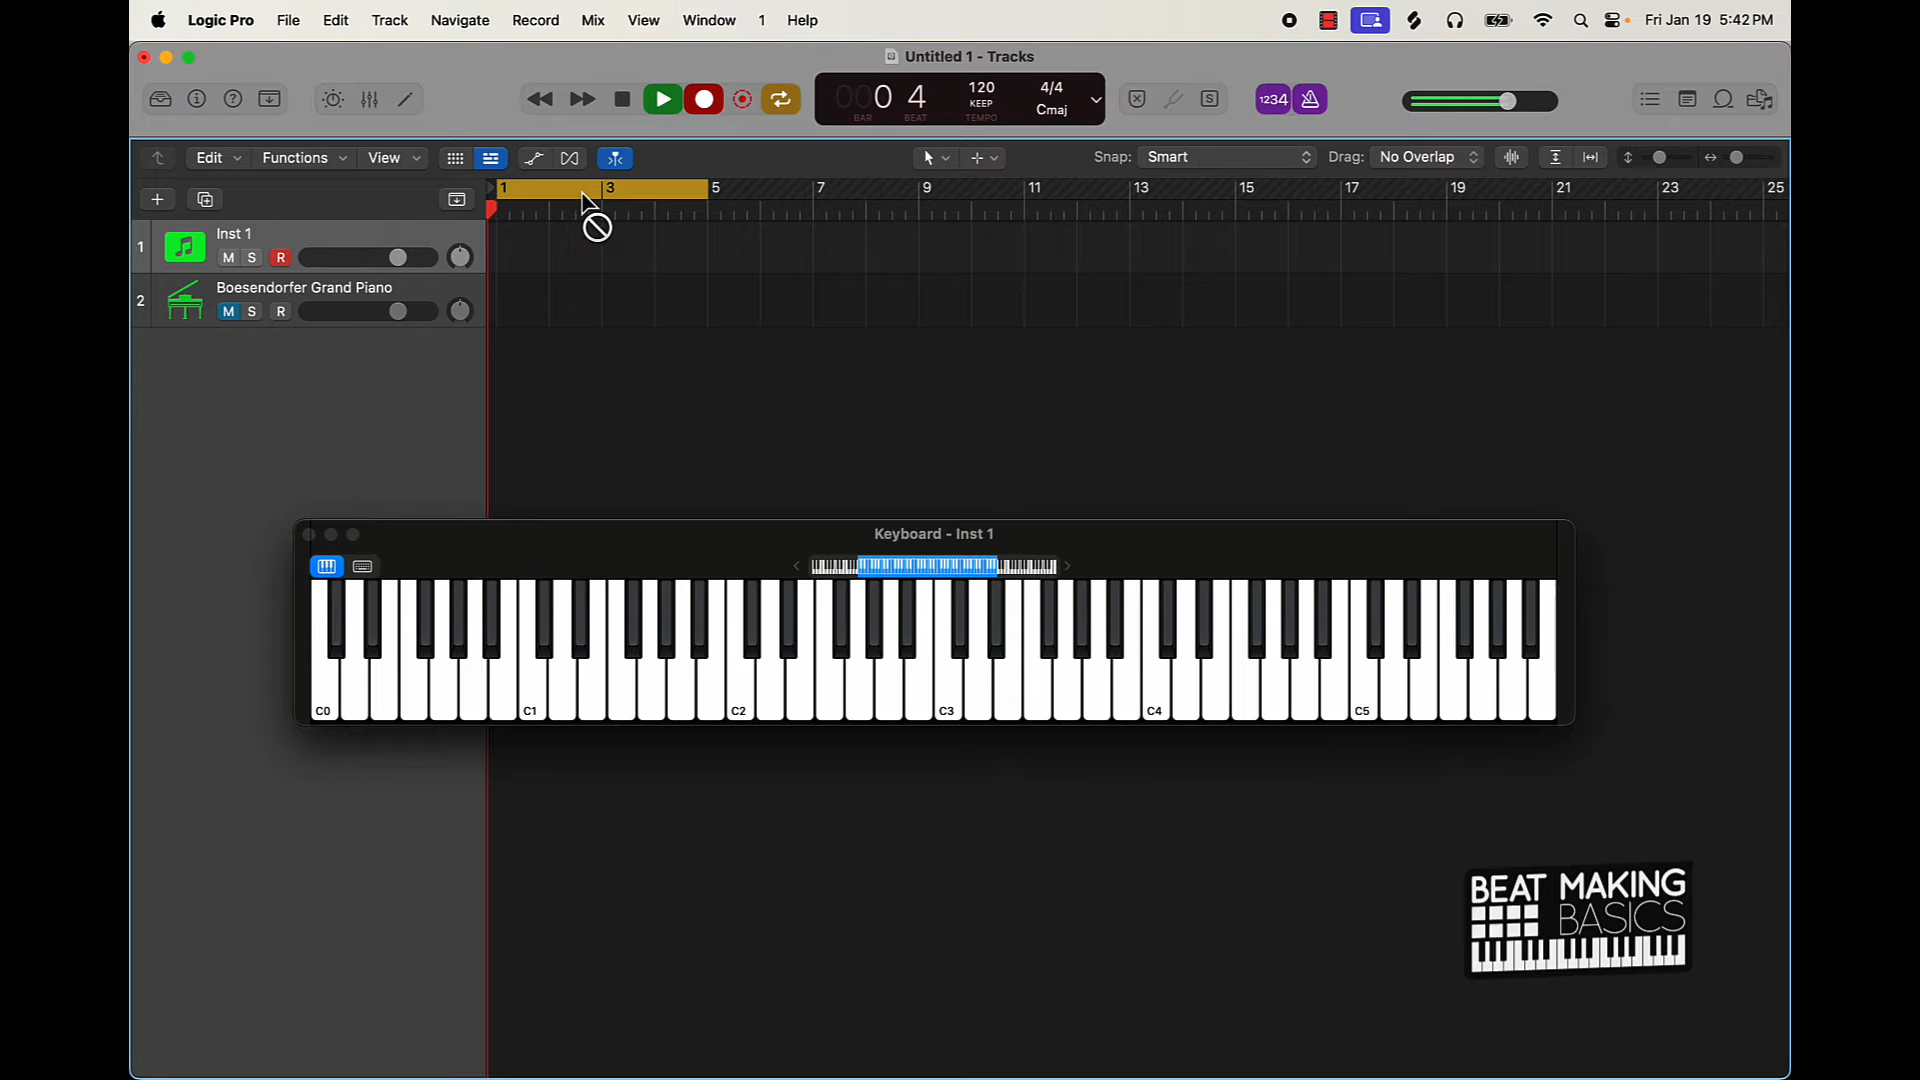 Logic Pro File Edit Track Navigate Record Mix View Window 1 Help Fri Jan 19 5:42 PM
Untitled 1 - Tracks
000 4 120 4/4
KEEP Cmaj
BAR BEAT TEMPO
1234
Edit Functions View Snap: Smart Drag: No Overlap
1 3 5 7 9 11 13 15 17 19 21 23 25
1 Inst 1
M S R
2 Boesendorfer Grand Piano
M S R
Keyboard - Inst 1
C0 C1 C2 C3 C4 C5
BEAT MAKING
BASICS